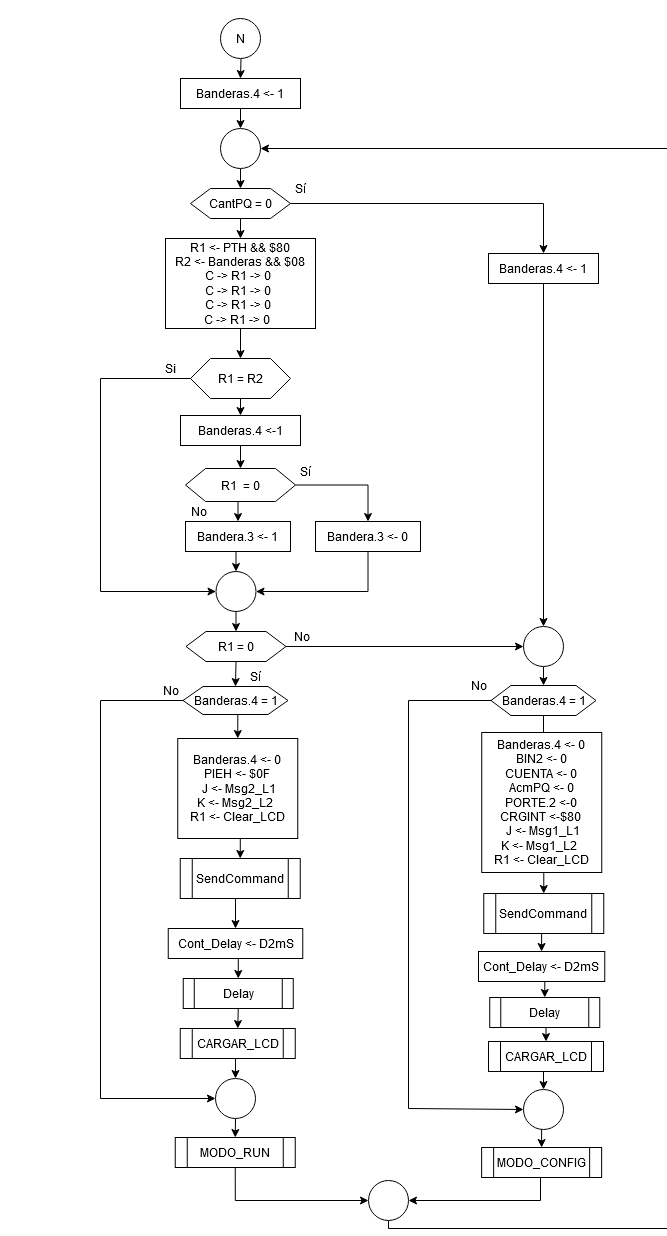 N
Banderas.4 <- 1
CantPQ = 0
Sí
R1 <- PTH && $80
R2 <- Banderas && $08
C -> R1 -> 0
C -> R1 -> 0
C -> R1 -> 0
C -> R1 -> 0
Banderas.4 <- 1
Si
R1 = R2
Banderas.4 <-1
R1 = 0
Sí
No
Bandera.3 <- 1
Bandera.3 <- 0
R1 = 0
No
Sí
No
Banderas.4 = 1
Banderas.4 <- 0
PIEH <- $0F
J <- Msg2_L1
K <- Msg2_L2
R1 <- Clear_LCD
SendCommand
Cont_Delay <- D2mS
Delay
CARGAR_LCD
MODO_RUN
No
Banderas.4 = 1
Banderas.4 <- 0
BIN2 <- 0
CUENTA <- 0
AcmPQ <- 0
PORTE.2 <-0
CRGINT <-$80
J <- Msg1_L1
K <- Msg1_L2
R1 <- Clear_LCD
SendCommand
Cont_Delay <- D2mS
Delay
CARGAR_LCD
MODO_CONFIG